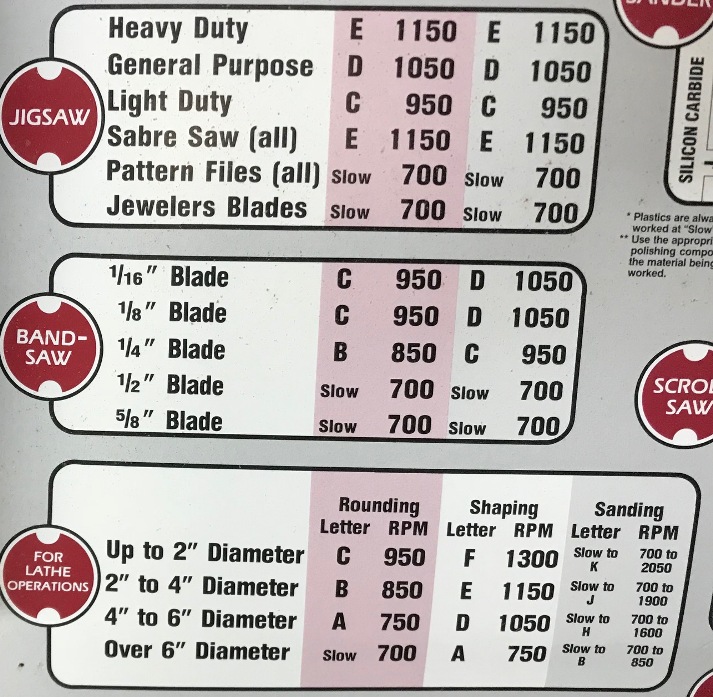 SANDER
JIGSAW
Heavy Duty E 1150 E 1150
General Purpose D 1050 D 1050
Light Duty C 950 C 950
Sabre Saw (all) E 1150 E 1150
Pattern Files (all) Slow 700 Slow 700
Jewelers Blades Slow 700 Slow 700
SILICON CARBIDE
* Plastics are
worked at "Slow
** Use the
polishing
the material being
worked.
BAND-
SAW
1/16" Blade C 950 D 1050
1/8" Blade C 950 D 1050
1/4" Blade B 850 C 950
1/2" Blade Slow 700 Slow 700
5/8" Blade Slow 700 Slow 700
SAW
FOR
LATHE
OPERATIONS
Rounding Shaping Sanding
Letter RPM Letter RPM Letter RPM
Up to 2" Diameter C 950 F 1300 Slow to K 700 to 2050
2" to 4" Diameter B 850 E 1150 Slow to J 700 to 1900
4" to 6" Diameter A 750 D 1050 Slow to H 700 to 1600
Over 6" Diameter Slow 700 A 750 Slow to B 700 to 850